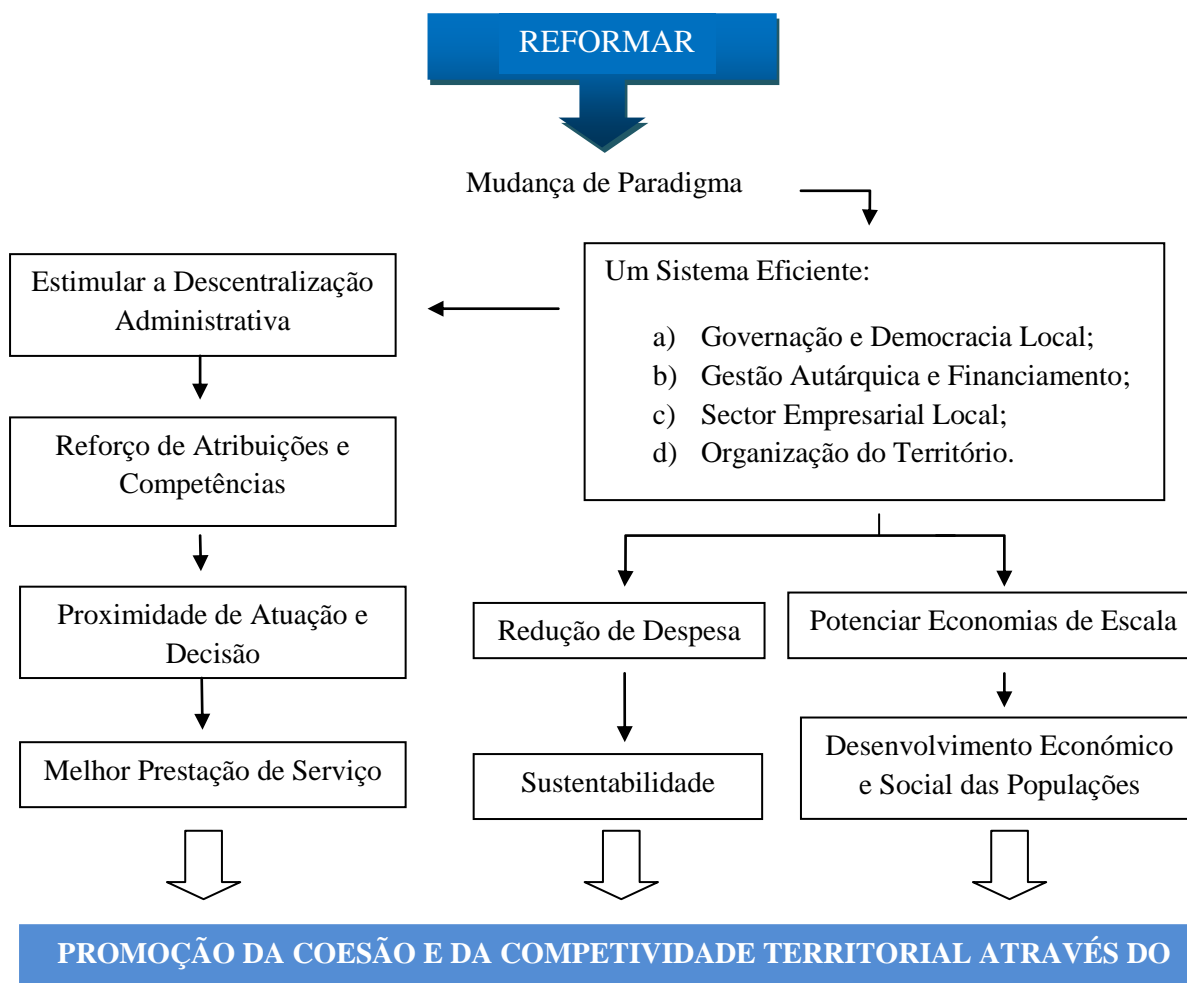 REFORMAR
Mudança de Paradigma
Um Sistema Eficiente:
a) Governação e Democracia Local;
b) Gestão Autárquica e Financiamento;
c) Sector Empresarial Local;
d) Organização do Território.
Estimular a Descentralização
Administrativa
Reforço de Atribuições e
Competências
Proximidade de Atuação e
Decisão
Melhor Prestação de Serviço
Redução de Despesa
Sustentabilidade
Potenciar Economias de Escala
Desenvolvimento Económico
e Social das Populações
PROMOÇÃO DA COESÃO E DA COMPETIVIDADE TERRITORIAL ATRAVÉS DO